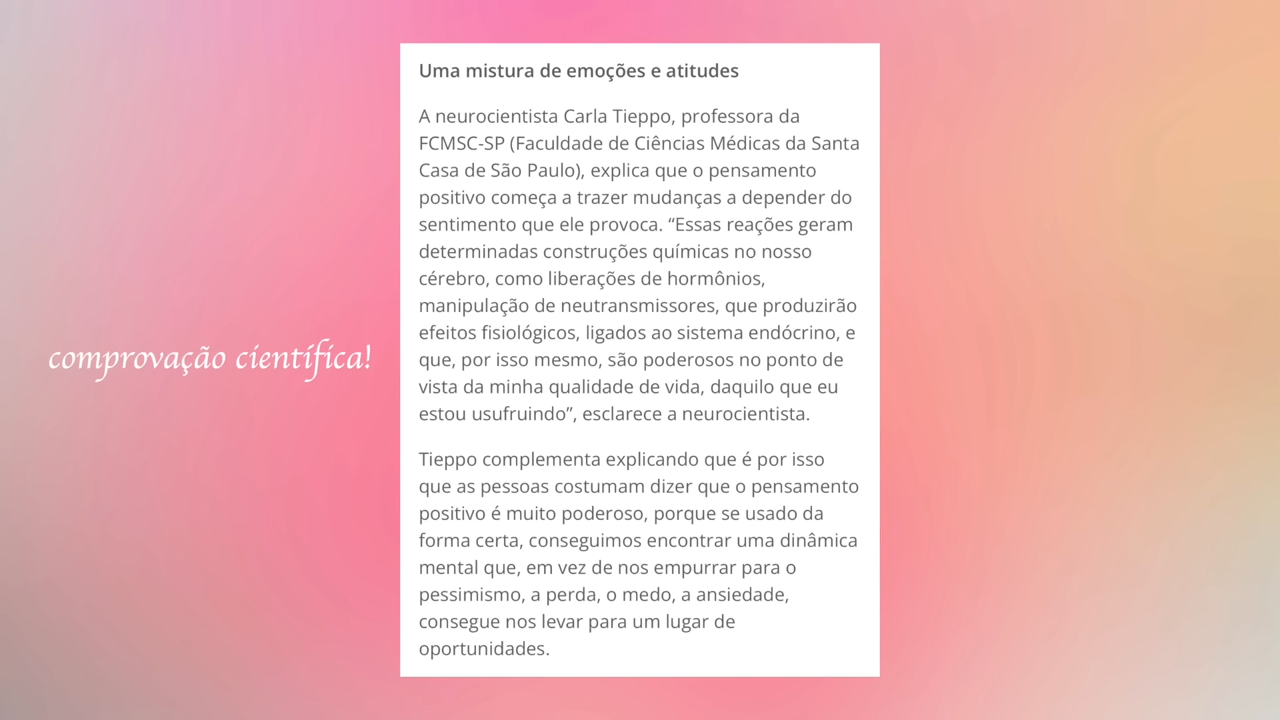 Uma mistura de emoções e atitudes
A neurocientista Carla Tieppo, professora da
FCMSC-SP (Faculdade de Ciências Médicas da Santa
Casa de São Paulo), explica que o pensamento
positivo começa a trazer mudanças a depender do
sentimento que ele provoca. “Essas reações geram
determinadas construções químicas no nosso
cérebro, como liberações de hormônios,
manipulação de neutransmissores, que produzirão
efeitos fisiológicos, ligados ao sistema endócrino, e
que, por isso mesmo, são poderosos no ponto de
vista da minha qualidade de vida, daquilo que eu
estou usufruindo”, esclarece a neurocientista.
Tieppo complementa explicando que é por isso
que as pessoas costumam dizer que o pensamento
positivo é muito poderoso, porque se usado da
forma certa, conseguimos encontrar uma dinâmica
mental que, em vez de nos empurrar para o
pessimismo, a perda, o medo, a ansiedade,
consegue nos levar para um lugar de
oportunidades.
comprovação científica!